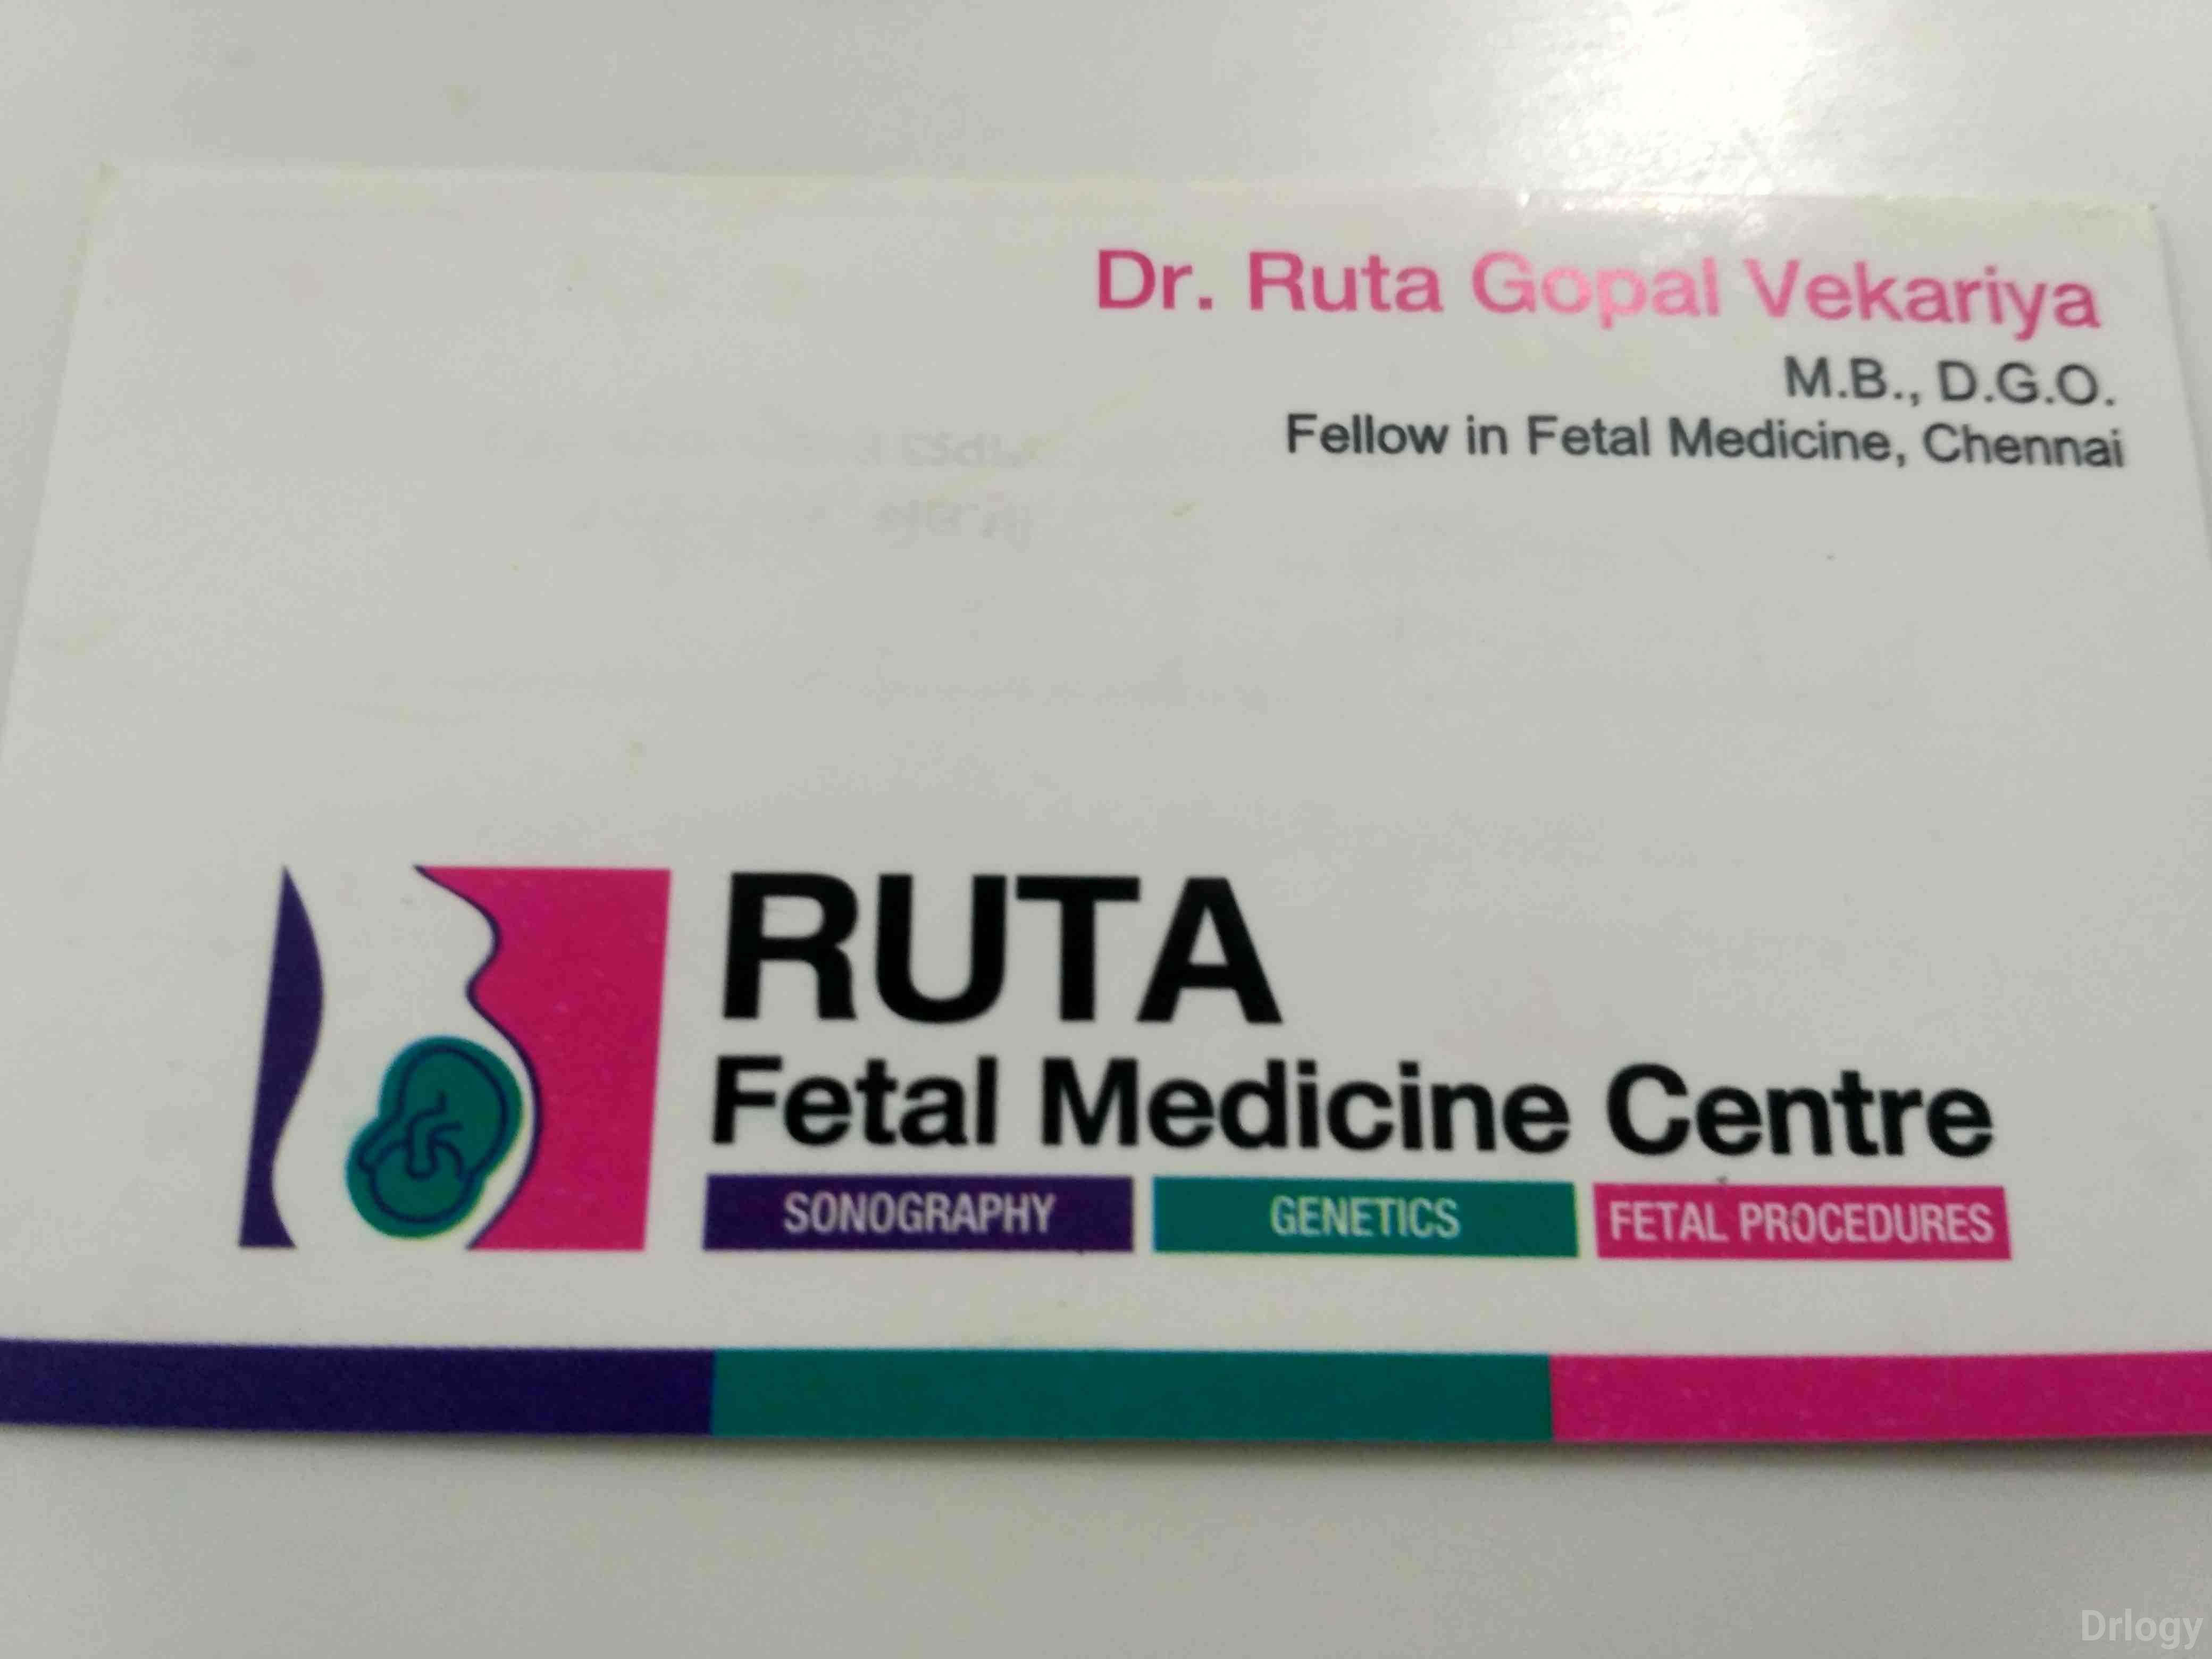 Dr. Ruta Gopal Vekariya
M.B., D.G.O.
Fellow in Fetal Medicine, Chennai
RUTA
Fetal Medicine Centre
SONOGRAPHY GENETICS FETAL PROCEDURES
Drlogy